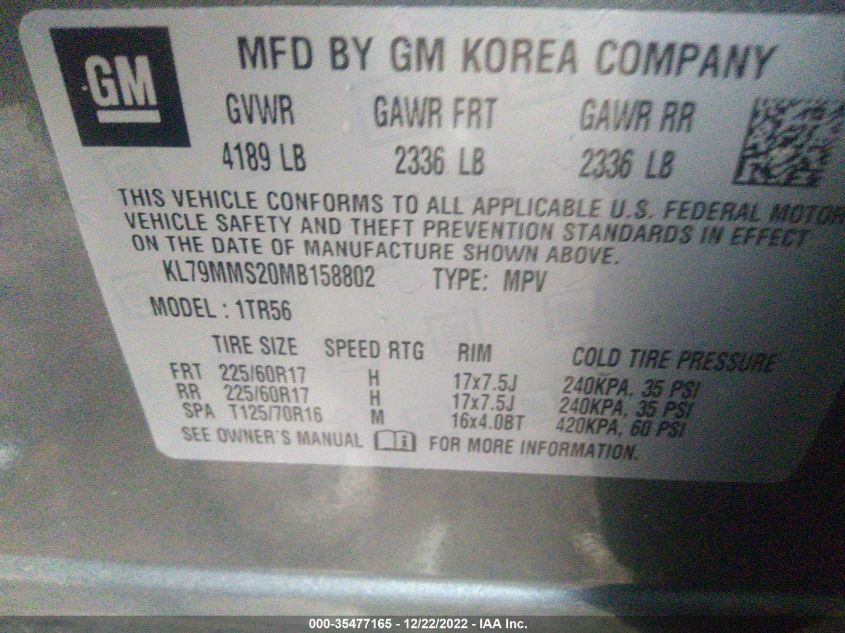 GM
MFD BY GM KOREA COMPANY
GVWR GAWR FRT GAWR RR
4189 LB 2336 LB 2336 LB
THIS VEHICLE CONFORMS TO ALL APPLICABLE U.S. FEDERAL MOTOR
VEHICLE SAFETY AND THEFT PREVENTION STANDARDS IN EFFECT
ON THE DATE OF MANUFACTURE SHOWN ABOVE.
KL79MMS20MB158802 TYPE: MPV
MODEL : 1TR56
TIRE SIZE SPEED RTG RIM COLD TIRE PRESSURE
FRT 225/60R17 H 17x7.5J 240KPA, 35 PSI
RR 225/60R17 H 17x7.5J 240KPA, 35 PSI
SPA T125/70R16 M 16x4.0BT 420KPA, 60 PSI
SEE OWNER'S MANUAL FOR MORE INFORMATION.
000-35477165 - 12/22/2022 - IAA Inc.